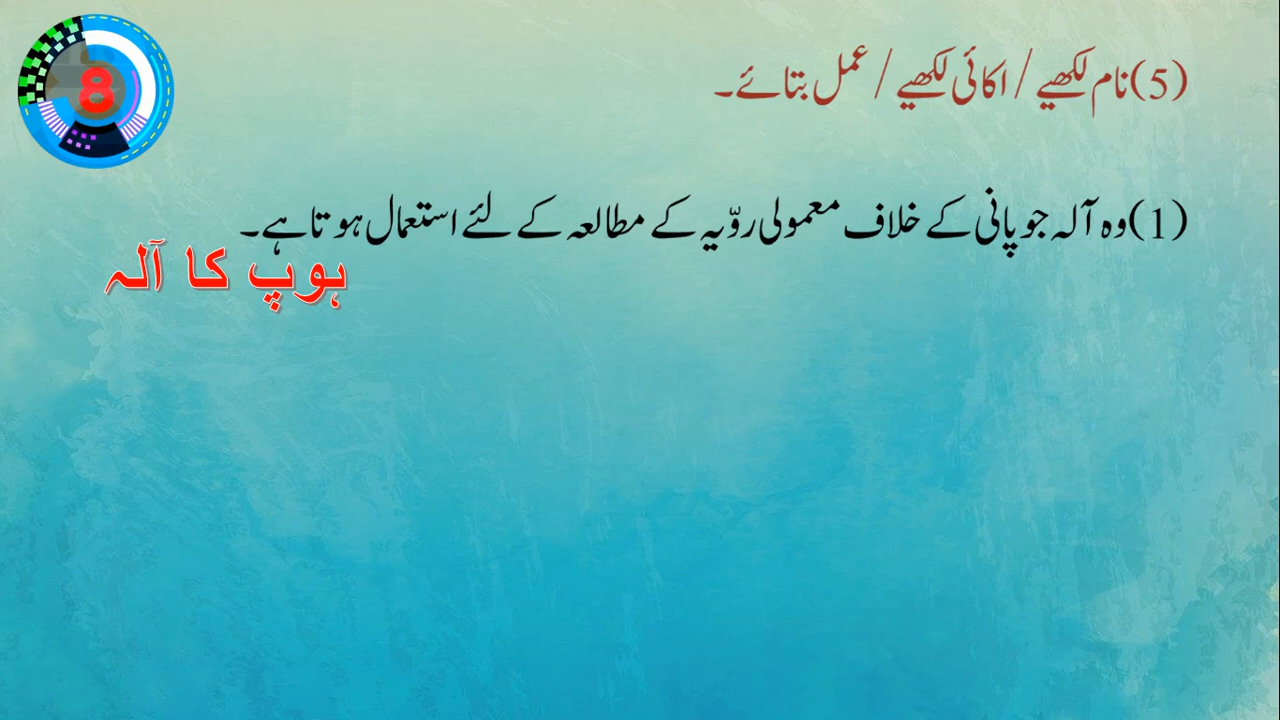 8
(5) نام لکھیے / اکائی لکھیے / عمل بتائے۔
(1) وہ آلہ جو پانی کے خلاف معمولی روّیہ کے مطالعہ کے لئے استعمال ہوتا ہے۔
ہوپ کا آلہ